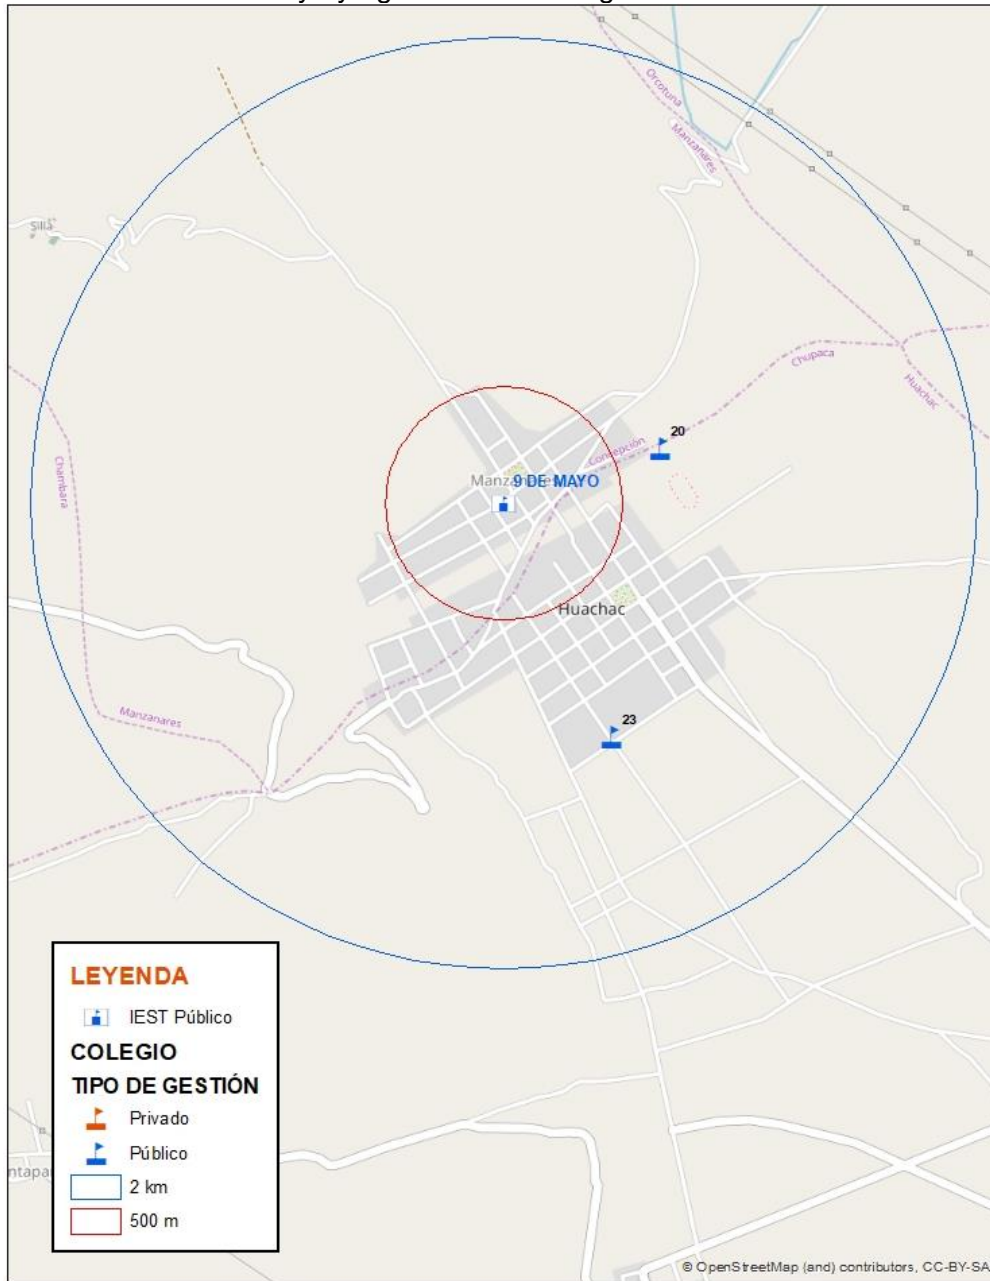 Orcotuna
Manzanares
Silla
Chupaca
Huachac
20
Concepción
Chambara
9 DE MAYO
Huachac
Manzanares
23
LEYENDA
IEST Público
COLEGIO
TIPO DE GESTIÓN
Privado
Público
2 km
500 m
ntapa
© OpenStreetMap (and) contributors, CC-BY-SA